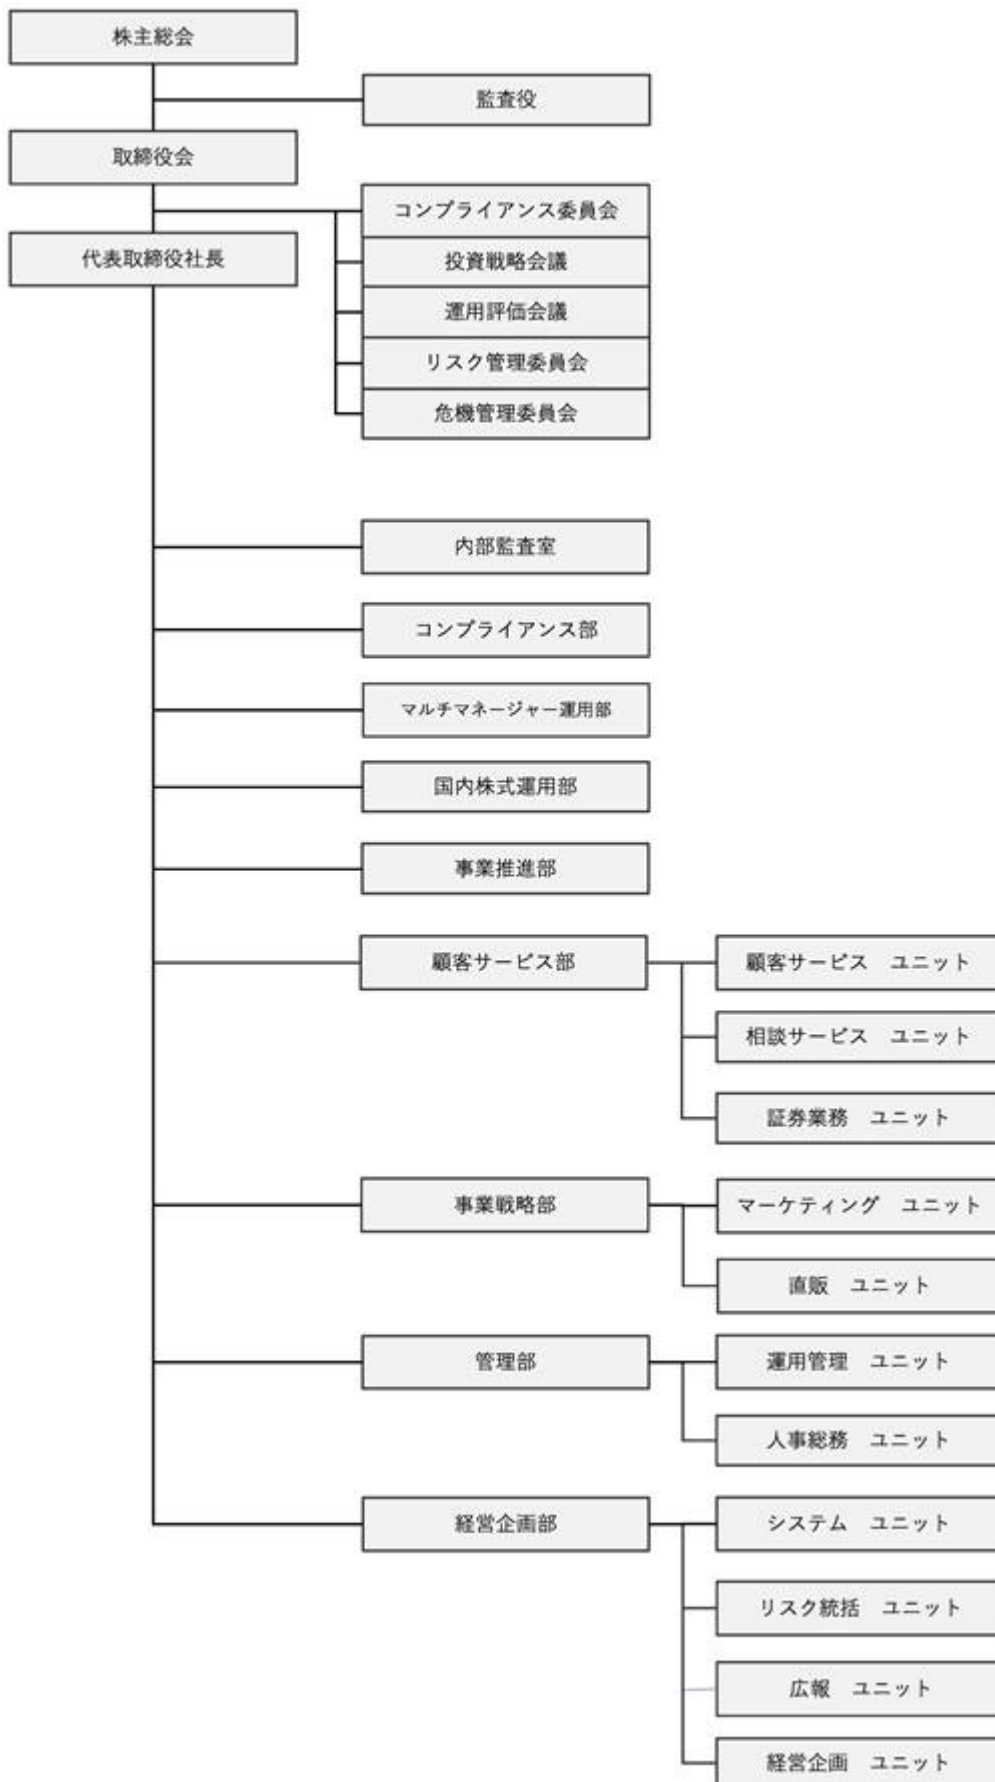 株主総会
監査役
取締役会
コンプライアンス委員会
代表取締役社長
投資戦略会議
運用評価会議
リスク管理委員会
危機管理委員会
内部監査室
コンプライアンス部
マルチマネージャー運用部
国内株式運用部
事業推進部
顧客サービス部
顧客サービス　ユニット
相談サービス　ユニット
証券業務　ユニット
事業戦略部
マーケティング　ユニット
直販　ユニット
管理部
運用管理　ユニット
人事総務　ユニット
経営企画部
システム　ユニット
リスク統括　ユニット
広報　ユニット
経営企画　ユニット